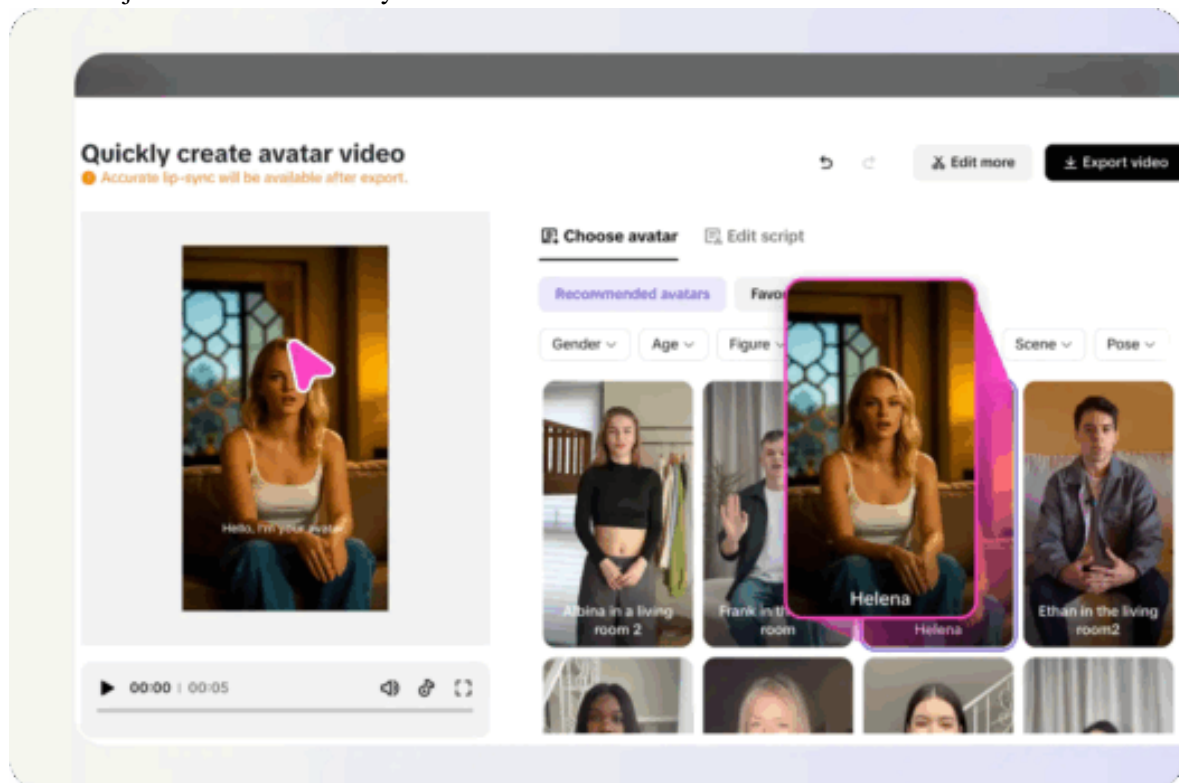 Quickly create avatar video
Accurate lip-sync will be available after export.
Edit more
Export video
Choose avatar
Edit script
Recommended avatars
Gender
Age
Figure
Scene
Pose
Hello, I'm your avatar
Albina in a living
room 2
Frank in
room
Helena
Helena
Ethan in the living
room2
00:00 | 00:05